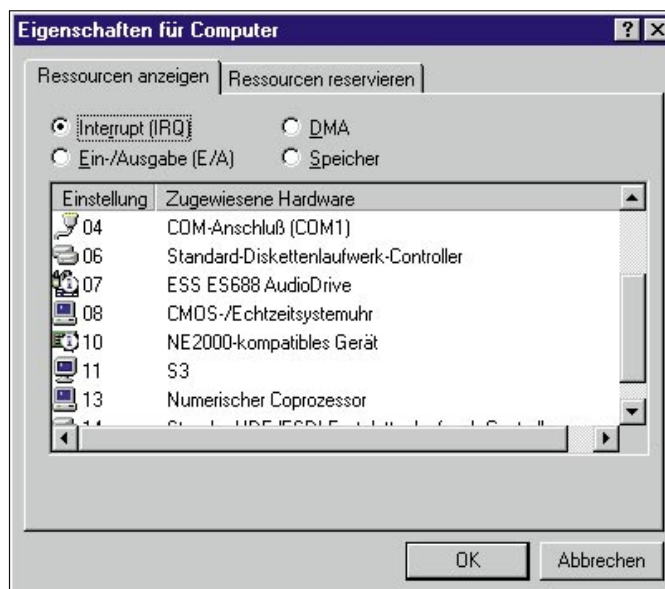 Eigenschaften für Computer
Ressourcen anzeigen Ressourcen reservieren
Interrupt (IRQ) DMA
Ein-/Ausgabe (E/A) Speicher
Einstellung Zugewiesene Hardware
04 COM-Anschluß (COM1)
06 Standard-Diskettenlaufwerk-Controller
07 ESS ES688 AudioDrive
08 CMOS-/Echtzeitsystemuhr
10 NE2000-kompatibles Gerät
11 S3
13 Numerischer Coprozessor
OK Abbrechen